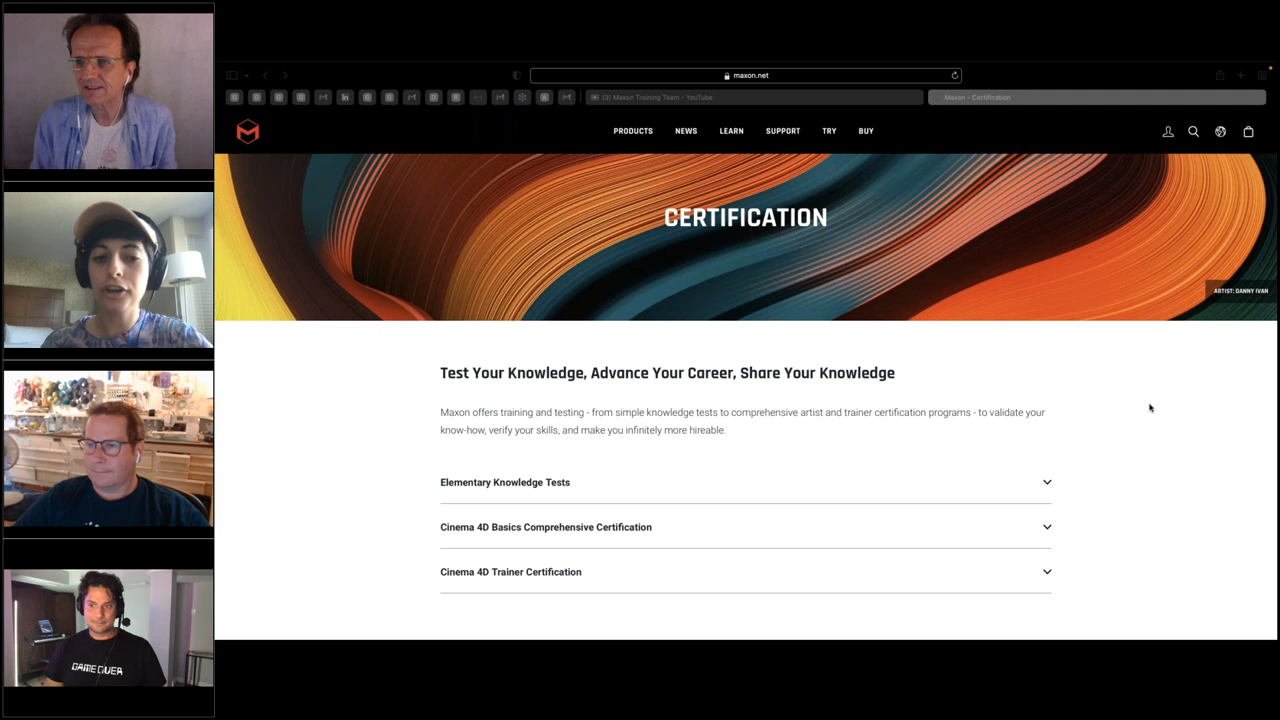 maxon.net
(3) Maxon Training Team - YouTube
Maxon - Certification
PRODUCTS NEWS LEARN SUPPORT TRY BUY
CERTIFICATION
ARTIST: DANNY IVAN
Test Your Knowledge, Advance Your Career, Share Your Knowledge
Maxon offers training and testing - from simple knowledge tests to comprehensive artist and trainer certification programs - to validate your
know-how, verify your skills, and make you infinitely more hireable.
Elementary Knowledge Tests
Cinema 4D Basics Comprehensive Certification
Cinema 4D Trainer Certification
GAME OVER